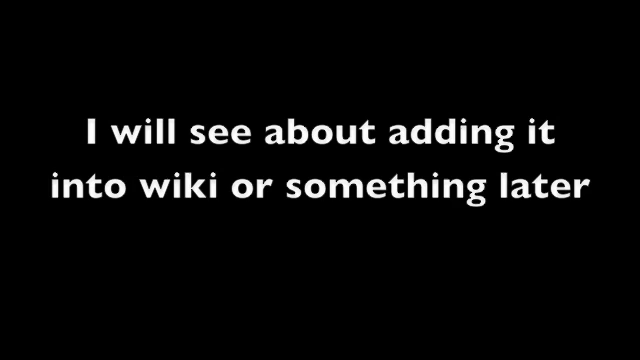 I will see about adding it
into wiki or something later